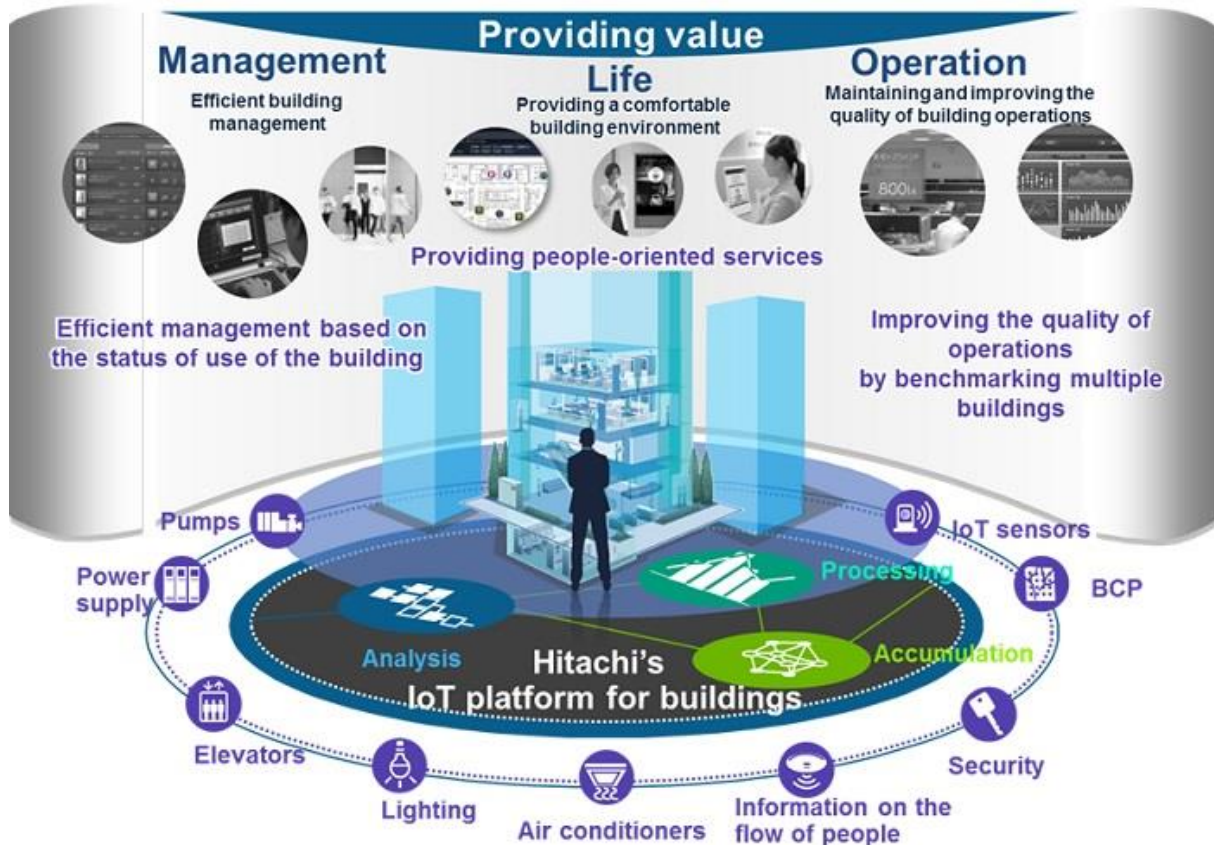 Providing value
Management
Efficient building
management
Life
Providing a comfortable
building environment
Operation
Maintaining and improving the
quality of building operations
800
Providing people-oriented services
Efficient management based on
the status of use of the building
Improving the quality of
operations
by benchmarking multiple
buildings
Pumps
Power
supply
Elevators
Lighting
Air conditioners
Information on the
flow of people
Security
BCP
IoT sensors
Analysis
Processing
Accumulation
Hitachi's
IoT platform for buildings